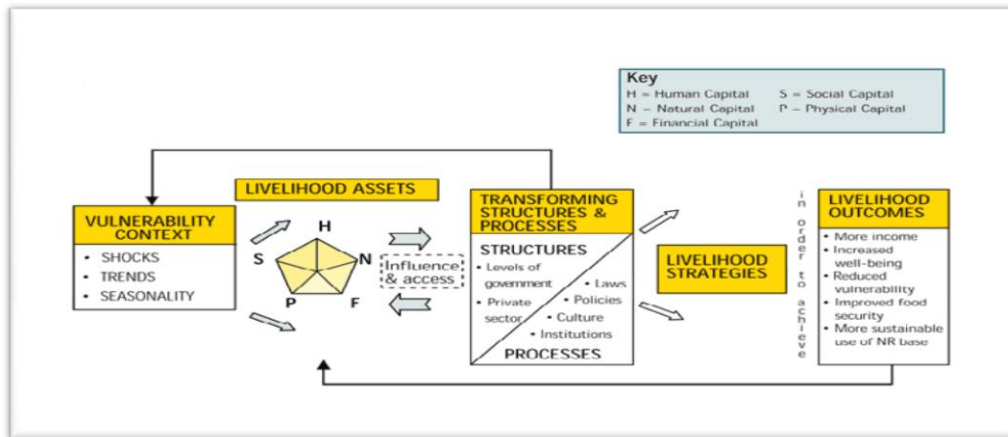 Key
H = Human Capital S = Social Capital
N = Natural Capital P = Physical Capital
F = Financial Capital
LIVELIHOOD ASSETS
VULNERABILITY
CONTEXT
• SHOCKS
• TRENDS
• SEASONALITY
H
S
N
P
F
Influence
& access
TRANSFORMING
STRUCTURES &
PROCESSES
STRUCTURES
• Levels of
government
• Private
sector
• Laws
• Policies
• Culture
• Institutions
PROCESSES
LIVELIHOOD
STRATEGIES
in order to achieve
LIVELIHOOD
OUTCOMES
• More income
• Increased
well-being
• Reduced
vulnerability
• Improved food
security
• More sustainable
use of NR base